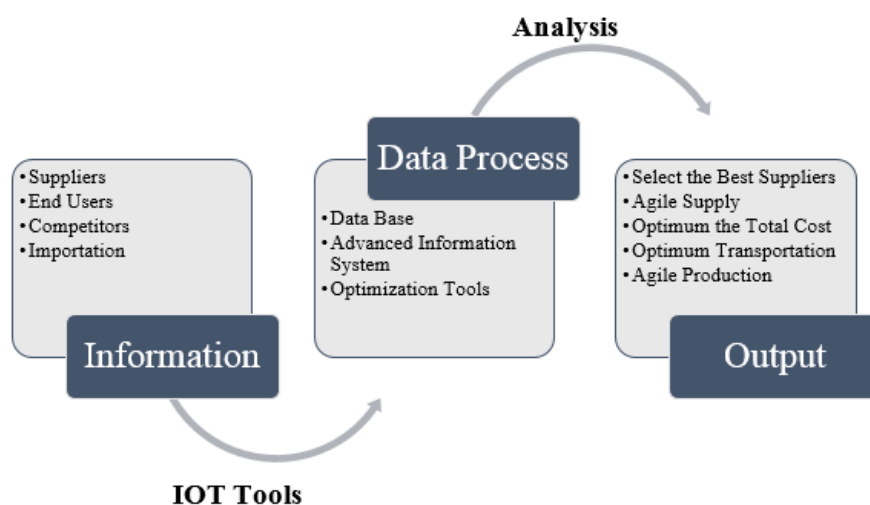 Analysis
Data Process
•Suppliers
•End Users
•Competitors
•Importation
Information
•Data Base
•Advanced Information
System
•Optimization Tools
•Select the Best Suppliers
•Agile Supply
•Optimum the Total Cost
•Optimum Transportation
•Agile Production
Output
IOT Tools